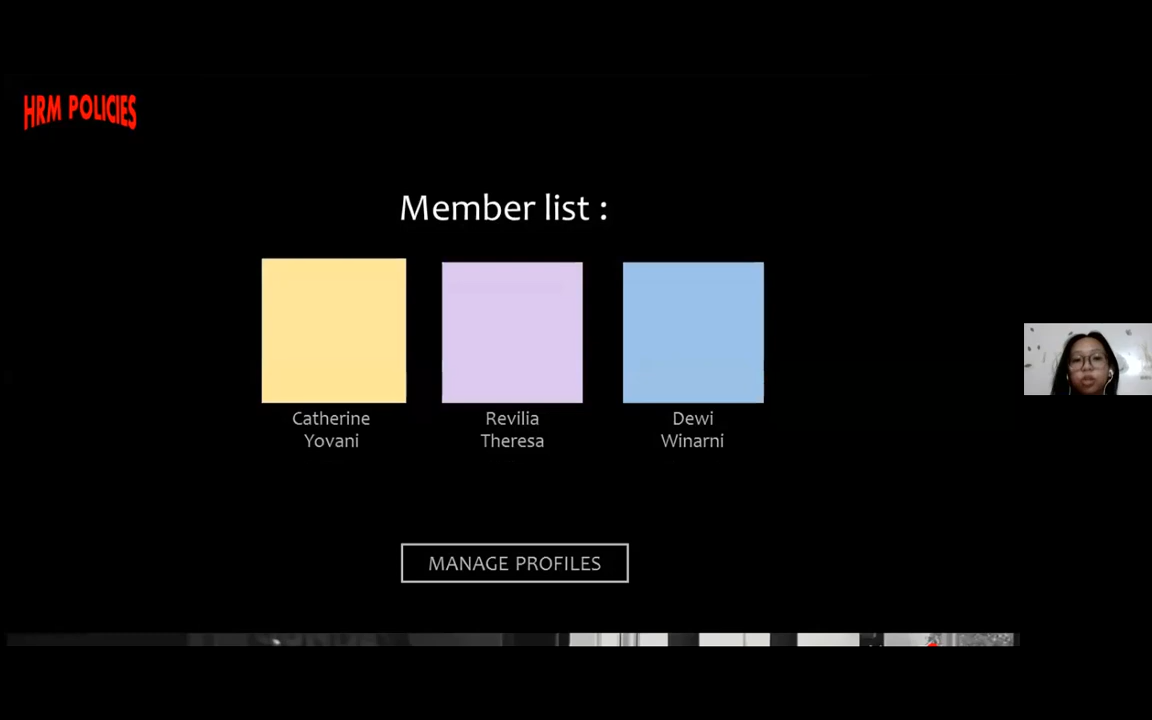 HRM POLICIES
Member list :
Catherine
Yovani
Revilia
Theresa
Dewi
Winarni
MANAGE PROFILES